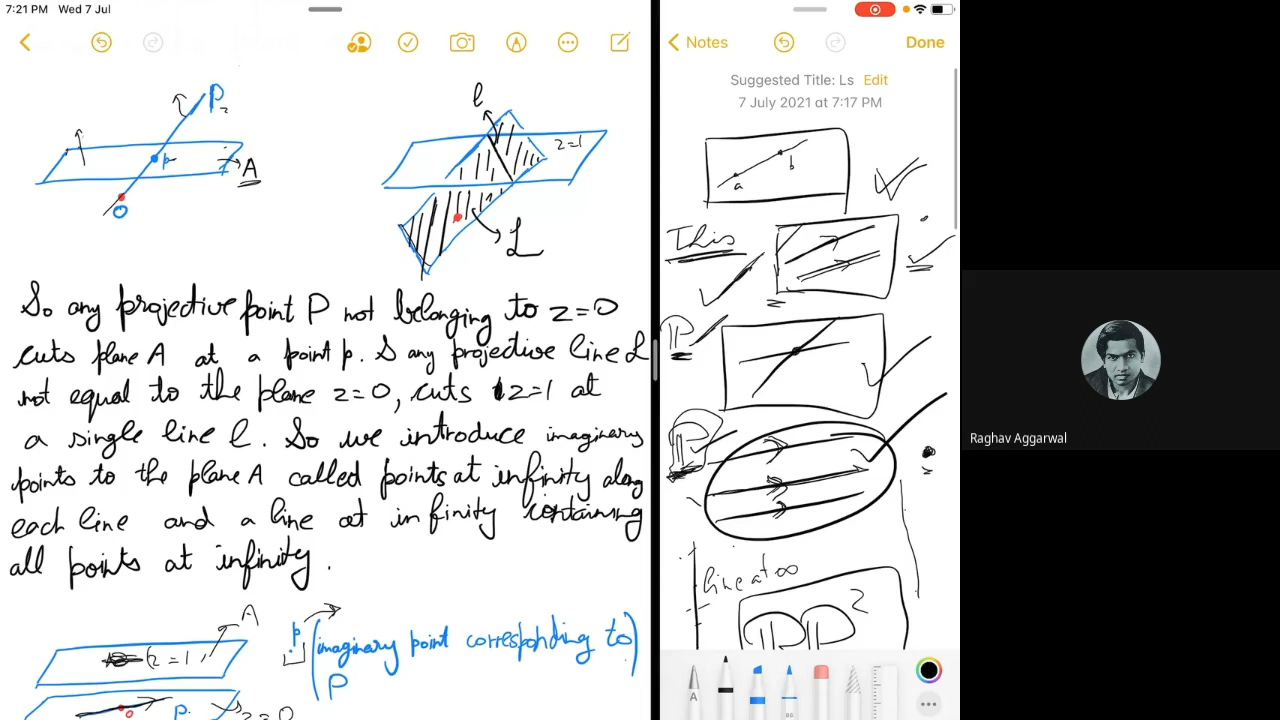 7:21 PM Wed 7 Jul
P
p
A
O
l
z=1
L
So any projective point P not belonging to z=0
cuts plane A at a point p. S any projective line L
not equal to the plane z=0, cuts z=1 at
a single line l. So we introduce imaginary
points to the plane A called points at infinity along
each line and a line at infinity containing
all points at infinity.
A
z=1
p
(imaginary point corresponding to)
P
P
o
z=0
Notes
Done
Suggested Title: Ls Edit
7 July 2021 at 7:17 PM
a
b
This
P
P
line at ∞
P
P²
A
Raghav Aggarwal